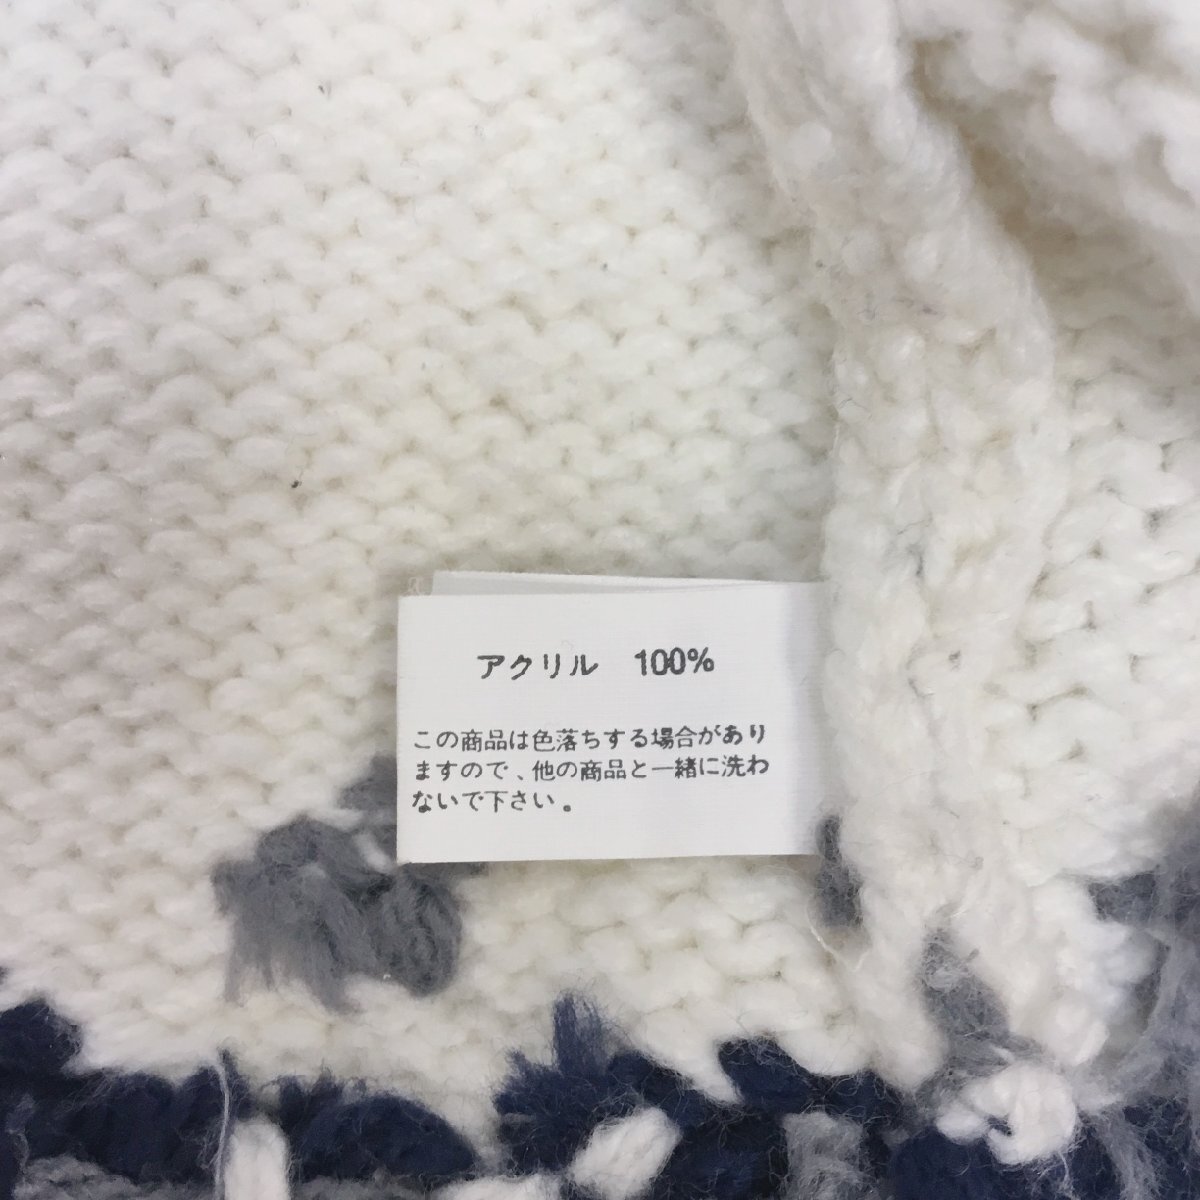 アクリル　100%
この商品は色落ちする場合があり
ますので、他の商品と一緒に洗わ
ないで下さい。